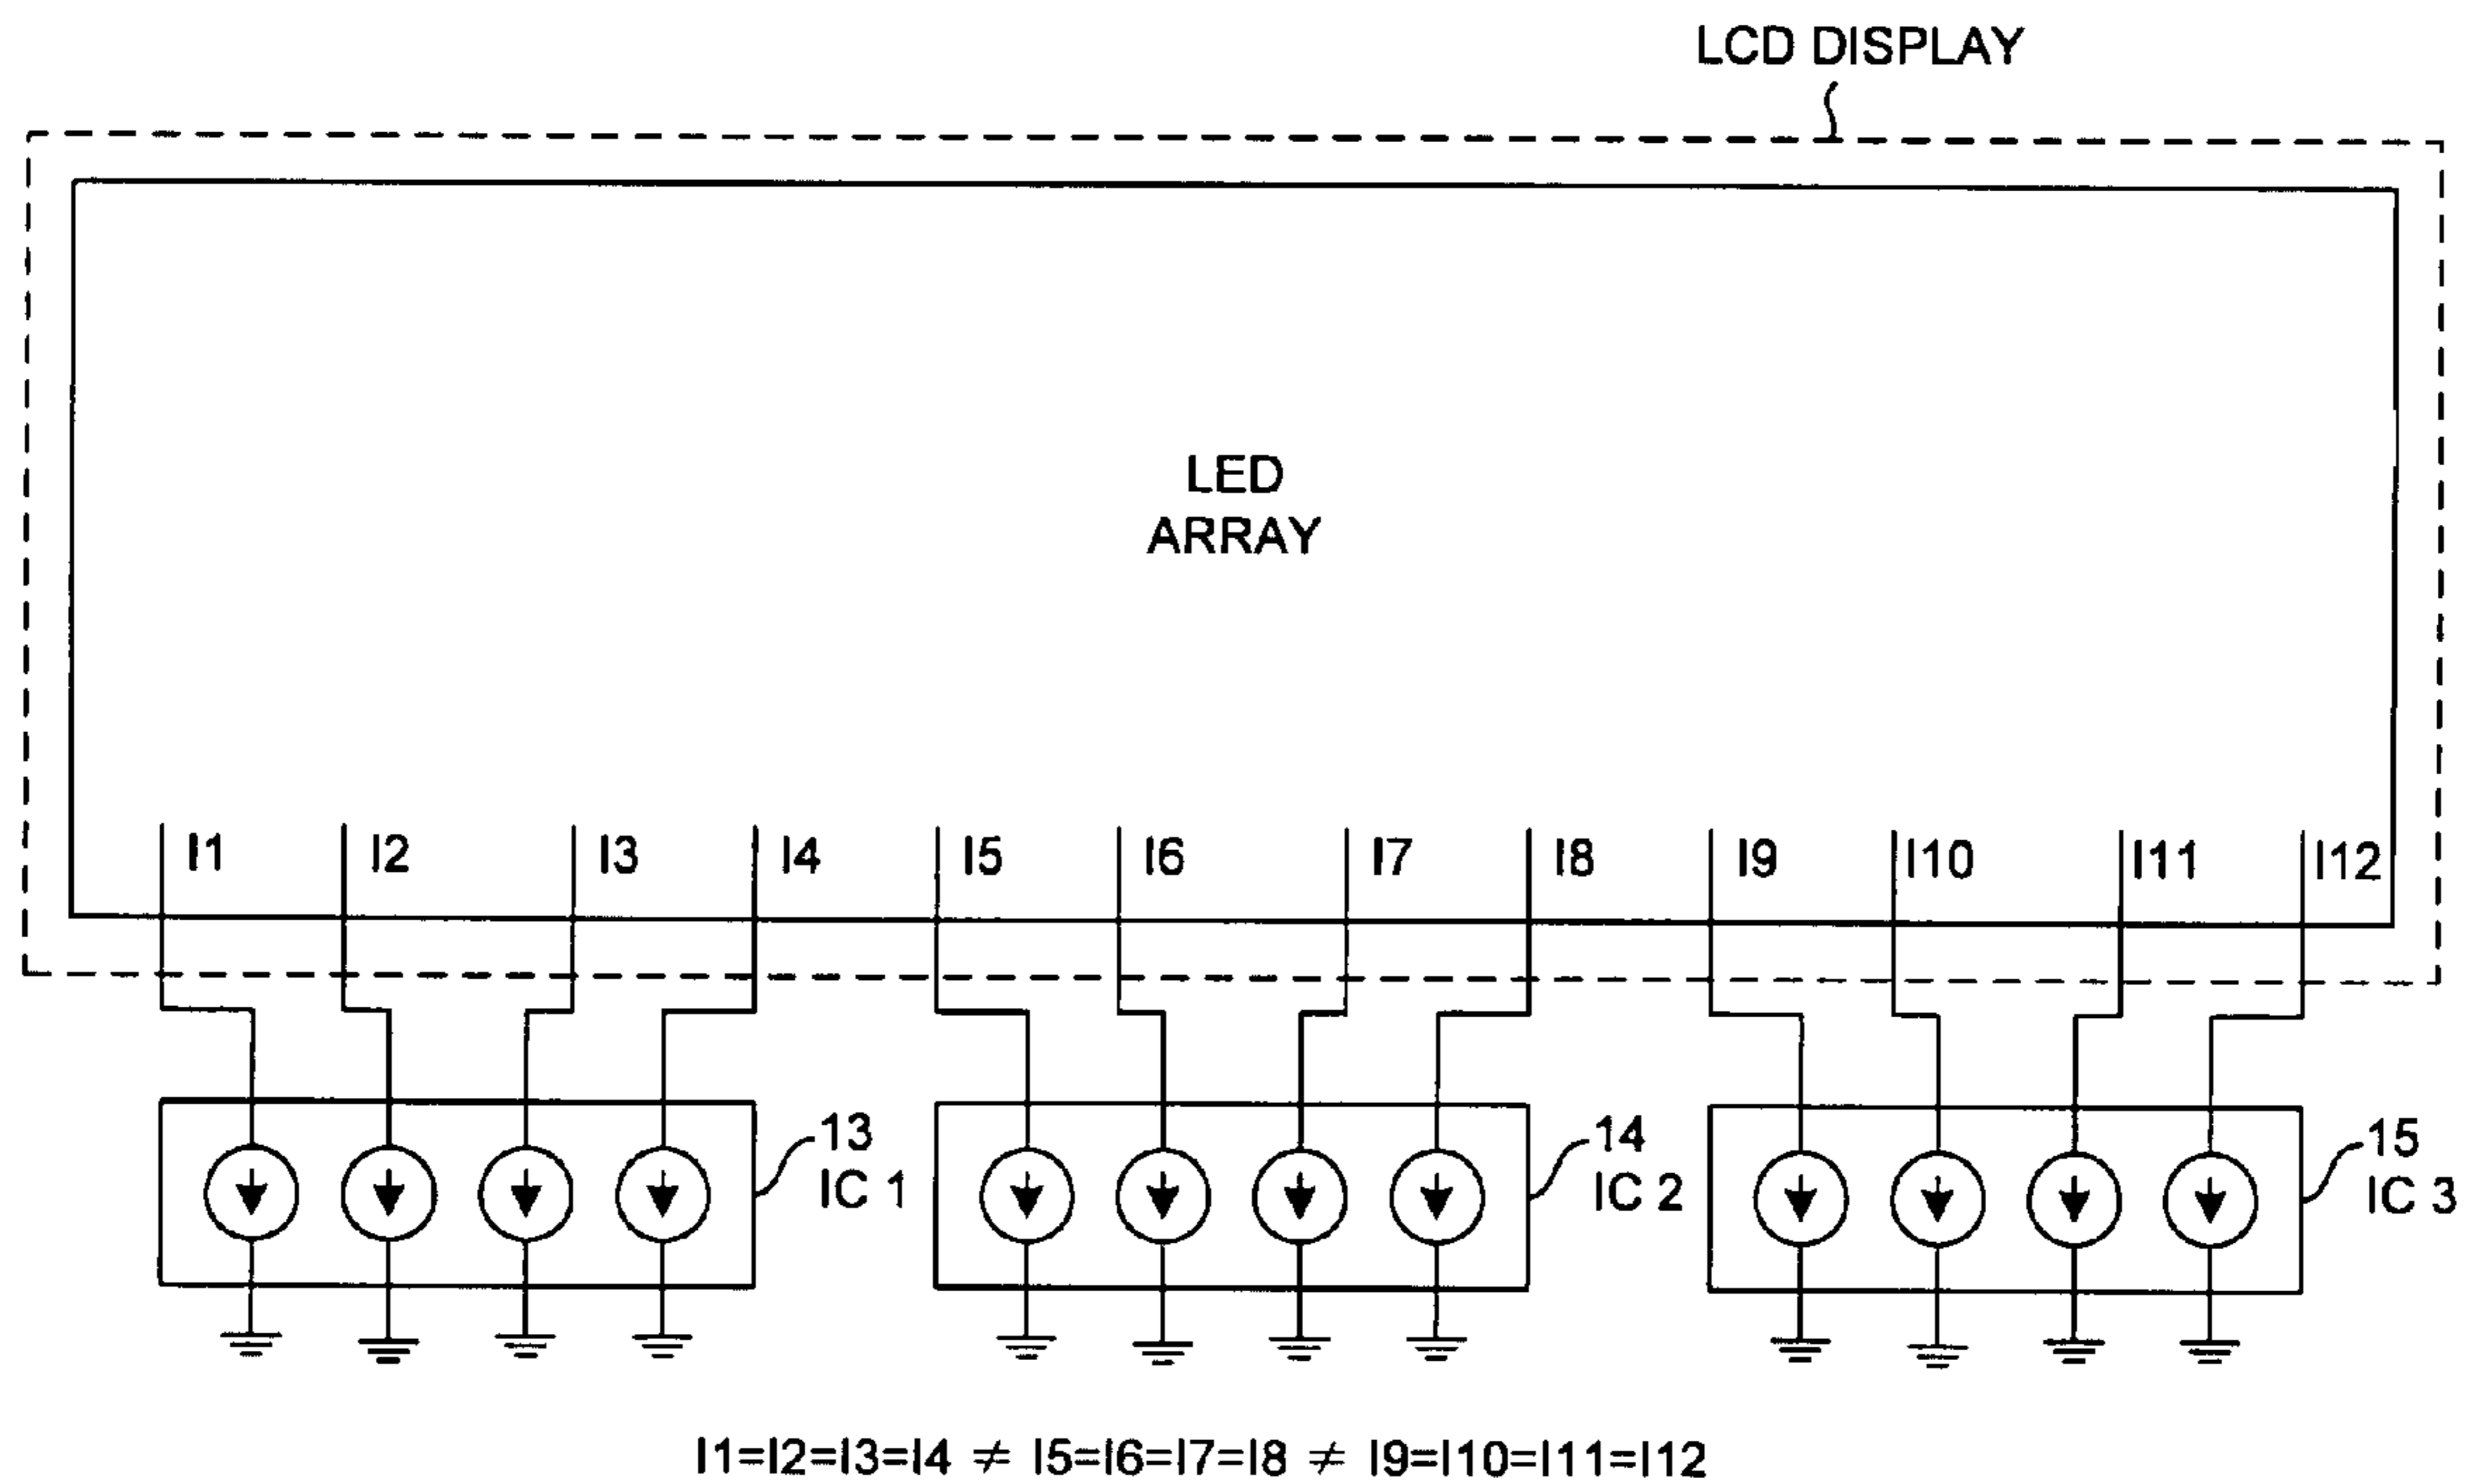 LCD DISPLAY
LED
ARRAY
I1 I2 I3 I4 I5 I6 I7 I8 I9 I10 I11 I12
13
IC 1
14
IC 2
15
IC 3
I1=I2=I3=I4 ≠ I5=I6=I7=I8 ≠ I9=I10=I11=I12